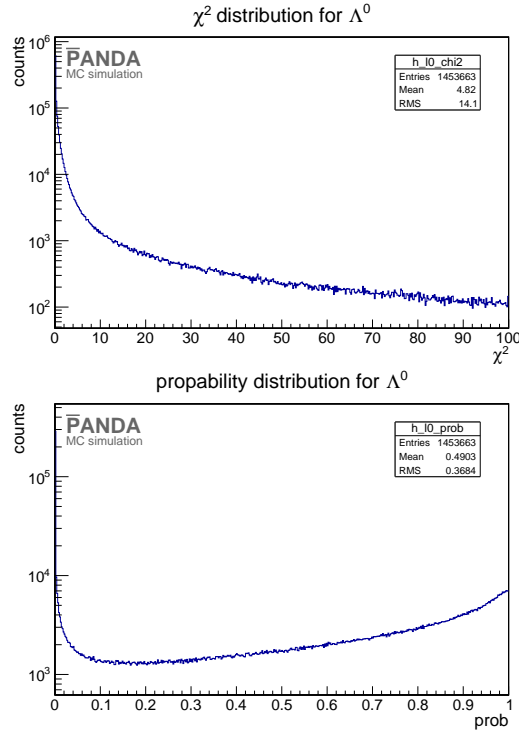 χ² distribution for Λ⁰
counts
10⁶
10⁵
10⁴
10³
10²
P̅ANDA
MC simulation
h_l0_chi2
Entries 1453663
Mean 4.82
RMS 14.1
0 10 20 30 40 50 60 70 80 90 100
χ²
propability distribution for Λ⁰
counts
10⁵
10⁴
10³
P̅ANDA
MC simulation
h_l0_prob
Entries 1453663
Mean 0.4903
RMS 0.3684
0 0.1 0.2 0.3 0.4 0.5 0.6 0.7 0.8 0.9 1
prob